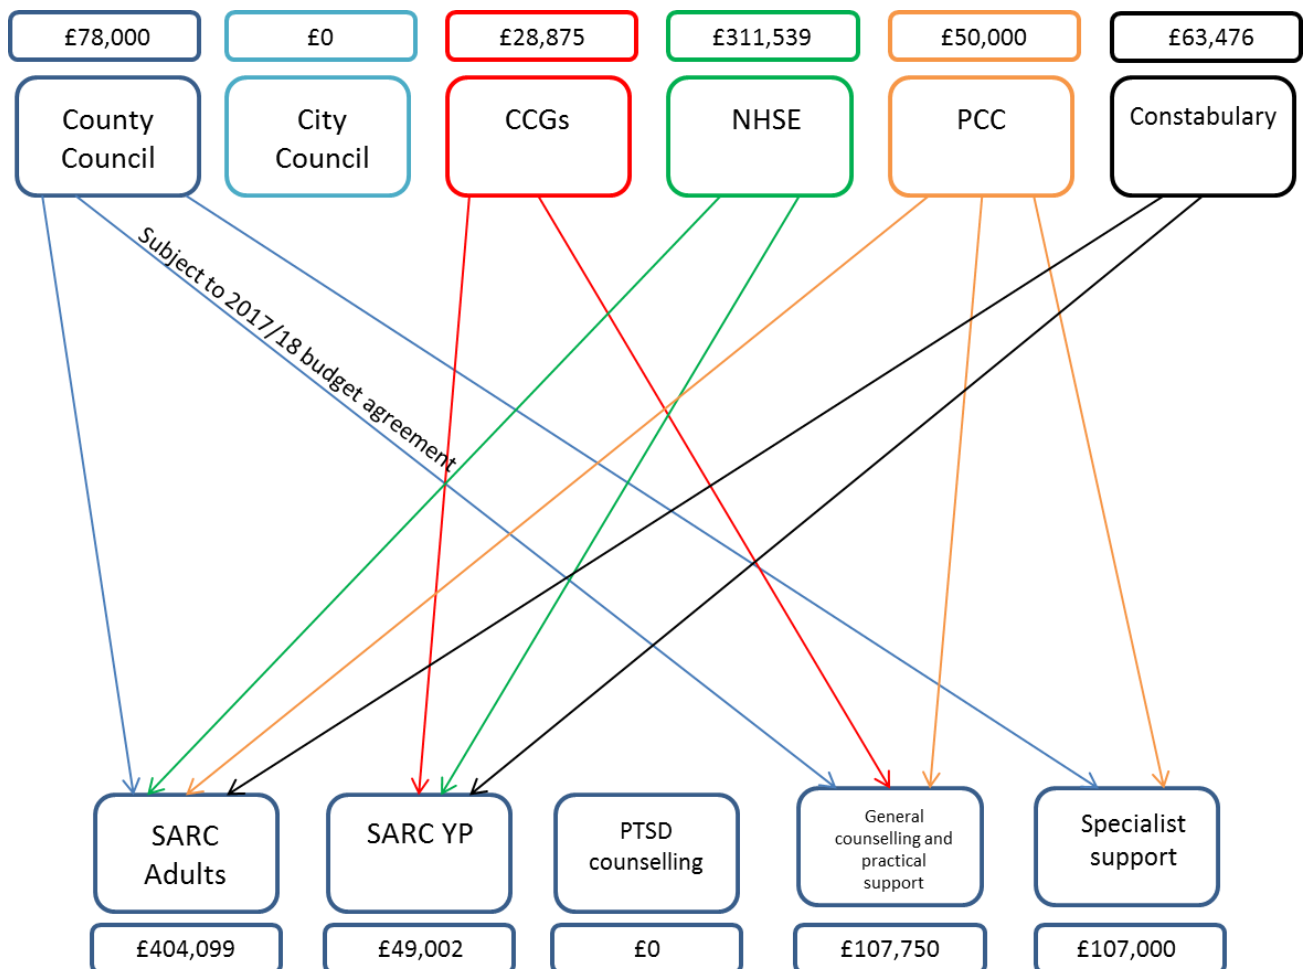 £78,000
£0
£28,875
£311,539
£50,000
£63,476
County
Council
City
Council
CCGs
NHSE
PCC
Constabulary
Subject to 2017/18 budget agreement
SARC
Adults
SARC YP
PTSD
counselling
General
counselling and
practical
support
Specialist
support
£404,099
£49,002
£0
£107,750
£107,000